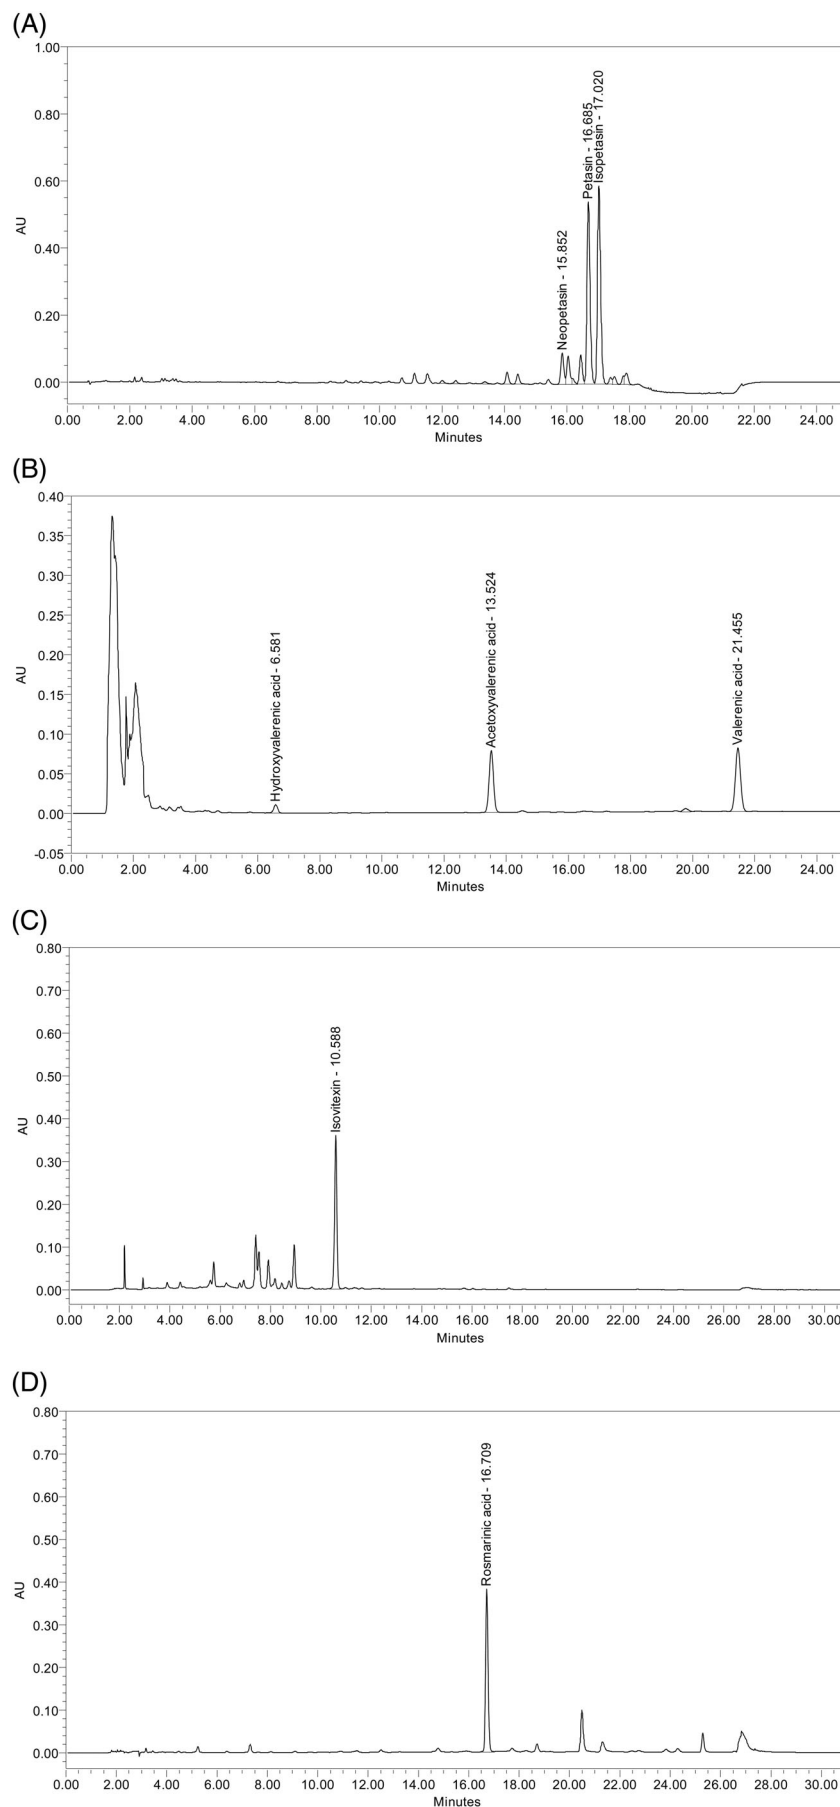 (A)
1.00
0.80
0.60
0.40
0.20
0.00
AU
Neopetasin - 15.852
Petasin - 16.685
Isopetasin - 17.020
0.00 2.00 4.00 6.00 8.00 10.00 12.00 14.00 16.00 18.00 20.00 22.00 24.00
Minutes
(B)
0.40
0.35
0.30
0.25
0.20
0.15
0.10
0.05
0.00
-0.05
AU
Hydroxyvalerenic acid - 6.581
Acetoxyvalerenic acid - 13.524
Valerenic acid - 21.455
0.00 2.00 4.00 6.00 8.00 10.00 12.00 14.00 16.00 18.00 20.00 22.00 24.00
Minutes
(C)
0.80
0.70
0.60
0.50
0.40
0.30
0.20
0.10
0.00
AU
Isovitexin - 10.588
0.00 2.00 4.00 6.00 8.00 10.00 12.00 14.00 16.00 18.00 20.00 22.00 24.00 26.00 28.00 30.00
Minutes
(D)
0.80
0.70
0.60
0.50
0.40
0.30
0.20
0.10
0.00
AU
Rosmarinic acid - 16.709
0.00 2.00 4.00 6.00 8.00 10.00 12.00 14.00 16.00 18.00 20.00 22.00 24.00 26.00 28.00 30.00
Minutes